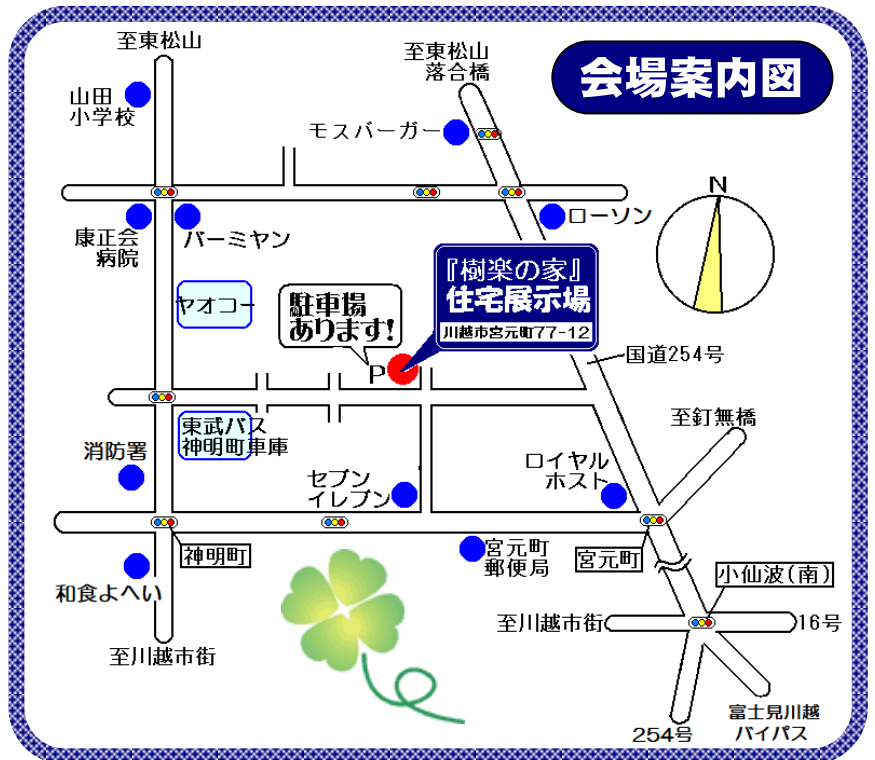 会場案内図
至東松山
至東松山
落合橋
山田
小学校
モスバーガー
N
ローソン
康正会
病院
バーミヤン
『樹楽の家』
住宅展示場
川越市宮元町77-12
ヤオコー
駐車場
あります!
国道254号
P
至釘無橋
東武バス
神明町車庫
消防署
セブン
イレブン
ロイヤル
ホスト
神明町
宮元町
郵便局
宮元町
小仙波(南)
和食よへい
至川越市街
16号
至川越市街
富士見川越
バイパス
254号